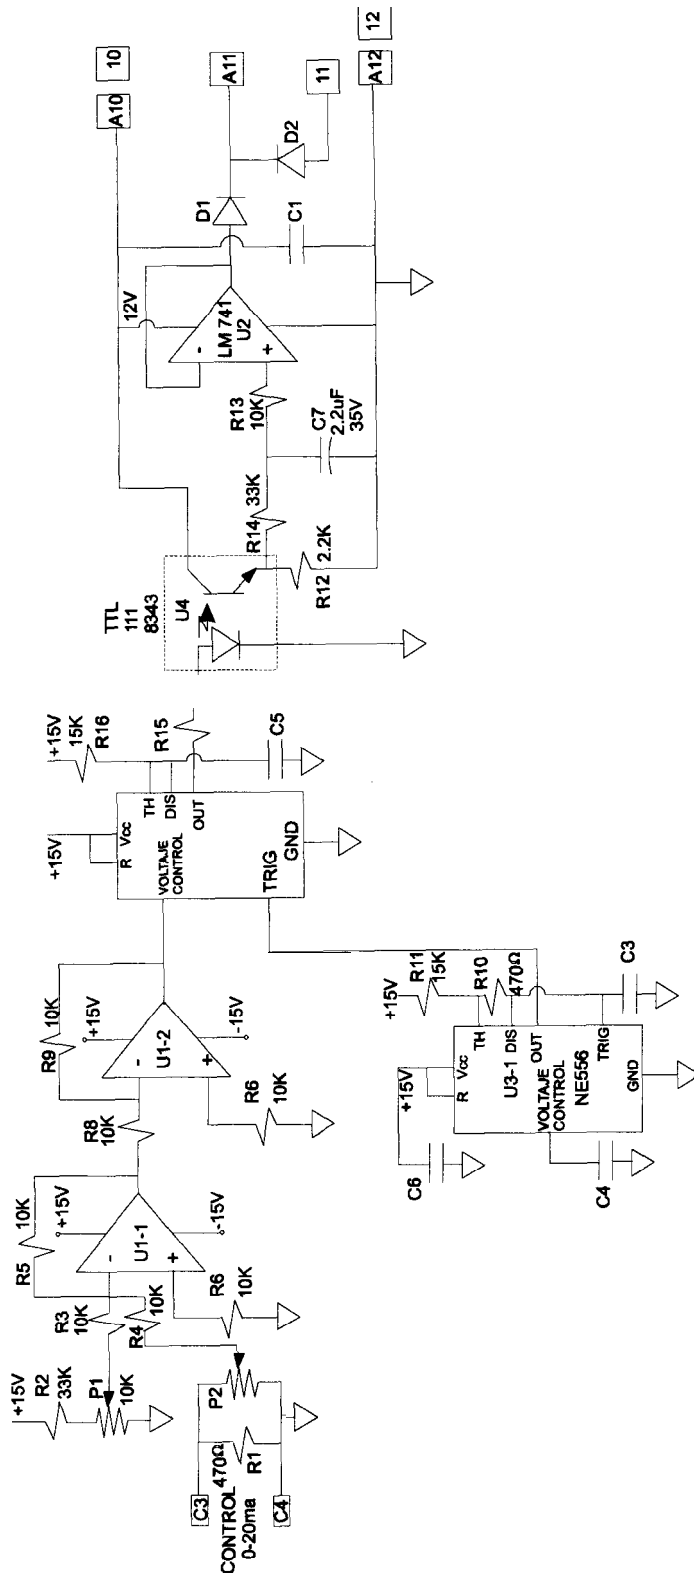 +15V
R2
33K
P1
10K
C3
470Ω
CONTROL
0-20ma
R1
C4
P2
R3
10K
R4
10K
R5
10K
+15V
-
U1-1
+
-15V
R6
10K
R8
10K
R9
10K
+15V
-
U1-2
+
-15V
R6
10K
+15V
R Vcc
VOLTAJE
CONTROL
TH
DIS
OUT
TRIG
GND
+15V
15K
R16
R15
C5
C6
+15V
R Vcc
U3-1
VOLTAJE
CONTROL
NE556
TH
DIS
OUT
TRIG
GND
+15V
R11
15K
R10
470Ω
C3
C4
TTL
111
8343
U4
R12
2.2K
R14
33K
R13
10K
C7
2.2uF
35V
12V
-
LM 741
U2
+
D1
C1
D2
A10
10
A11
11
A12
12